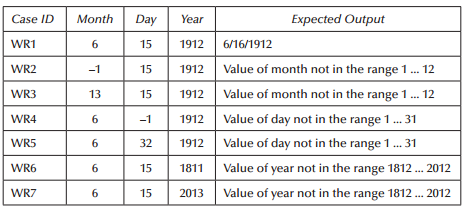 Case ID Month Day Year Expected Output
WR1 6 15 1912 6/16/1912
WR2 –1 15 1912 Value of month not in the range 1 ... 12
WR3 13 15 1912 Value of month not in the range 1 ... 12
WR4 6 –1 1912 Value of day not in the range 1 ... 31
WR5 6 32 1912 Value of day not in the range 1 ... 31
WR6 6 15 1811 Value of year not in the range 1812 ... 2012
WR7 6 15 2013 Value of year not in the range 1812 ... 2012